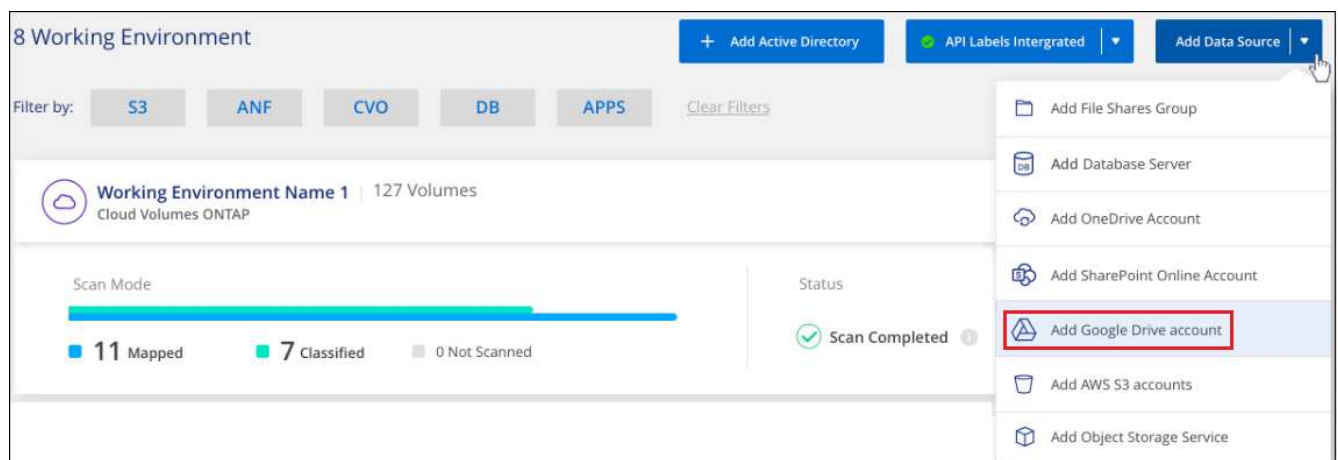 8 Working Environment
+ Add Active Directory
API Labels Intergrated
Add Data Source
Filter by:
S3
ANF
CVO
DB
APPS
Clear Filters
Add File Shares Group
DB
Add Database Server
Working Environment Name 1 | 127 Volumes
Cloud Volumes ONTAP
Add OneDrive Account
Scan Mode
Status
S
Add SharePoint Online Account
Add Google Drive account
11 Mapped
7 Classified
0 Not Scanned
Scan Completed
Add AWS S3 accounts
Add Object Storage Service